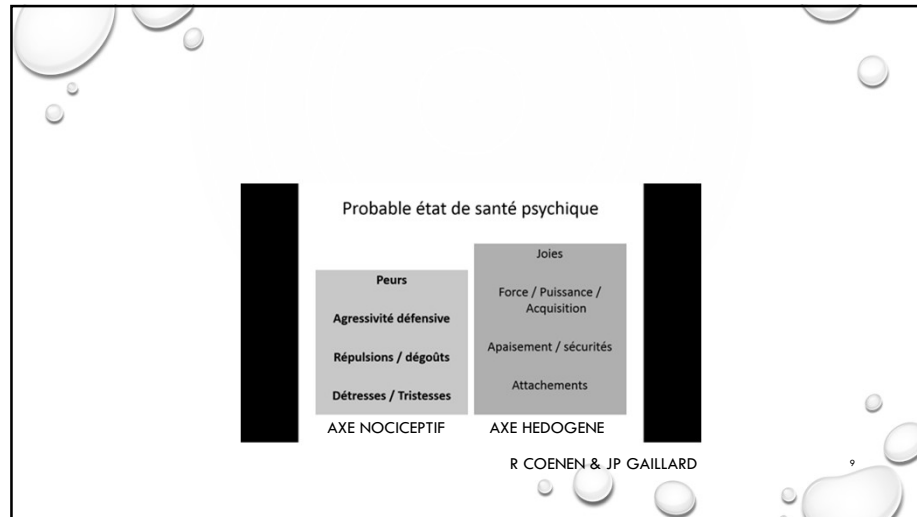 Probable état de santé psychique
Peurs
Agressivité défensive
Répulsions / dégoûts
Détresses / Tristesses
AXE NOCICEPTIF
Joies
Force / Puissance /
Acquisition
Apaisement / sécurités
Attachements
AXE HEDOGENE
R COENEN & JP GAILLARD
9